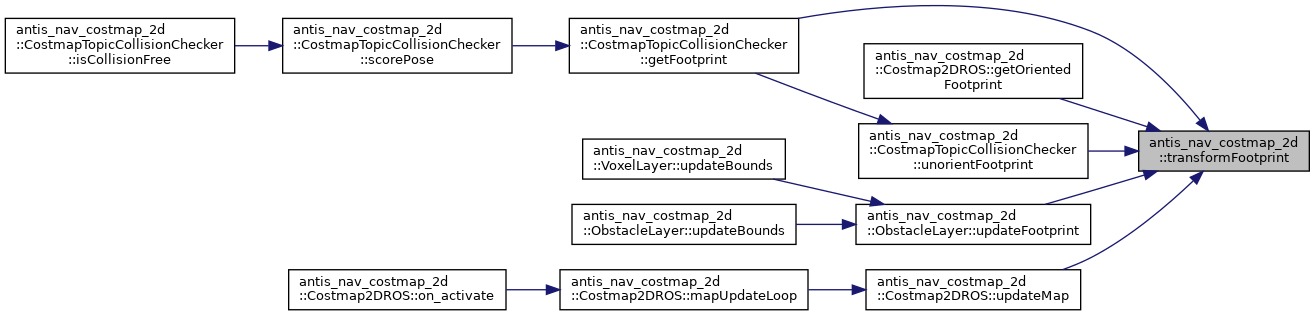 antis_nav_costmap_2d
::CostmapTopicCollisionChecker
::isCollisionFree
antis_nav_costmap_2d
::CostmapTopicCollisionChecker
::scorePose
antis_nav_costmap_2d
::CostmapTopicCollisionChecker
::getFootprint
antis_nav_costmap_2d
::Costmap2DROS::getOriented
Footprint
antis_nav_costmap_2d
::CostmapTopicCollisionChecker
::unorientFootprint
antis_nav_costmap_2d
::transformFootprint
antis_nav_costmap_2d
::VoxelLayer::updateBounds
antis_nav_costmap_2d
::ObstacleLayer::updateBounds
antis_nav_costmap_2d
::ObstacleLayer::updateFootprint
antis_nav_costmap_2d
::Costmap2DROS::on_activate
antis_nav_costmap_2d
::Costmap2DROS::mapUpdateLoop
antis_nav_costmap_2d
::Costmap2DROS::updateMap